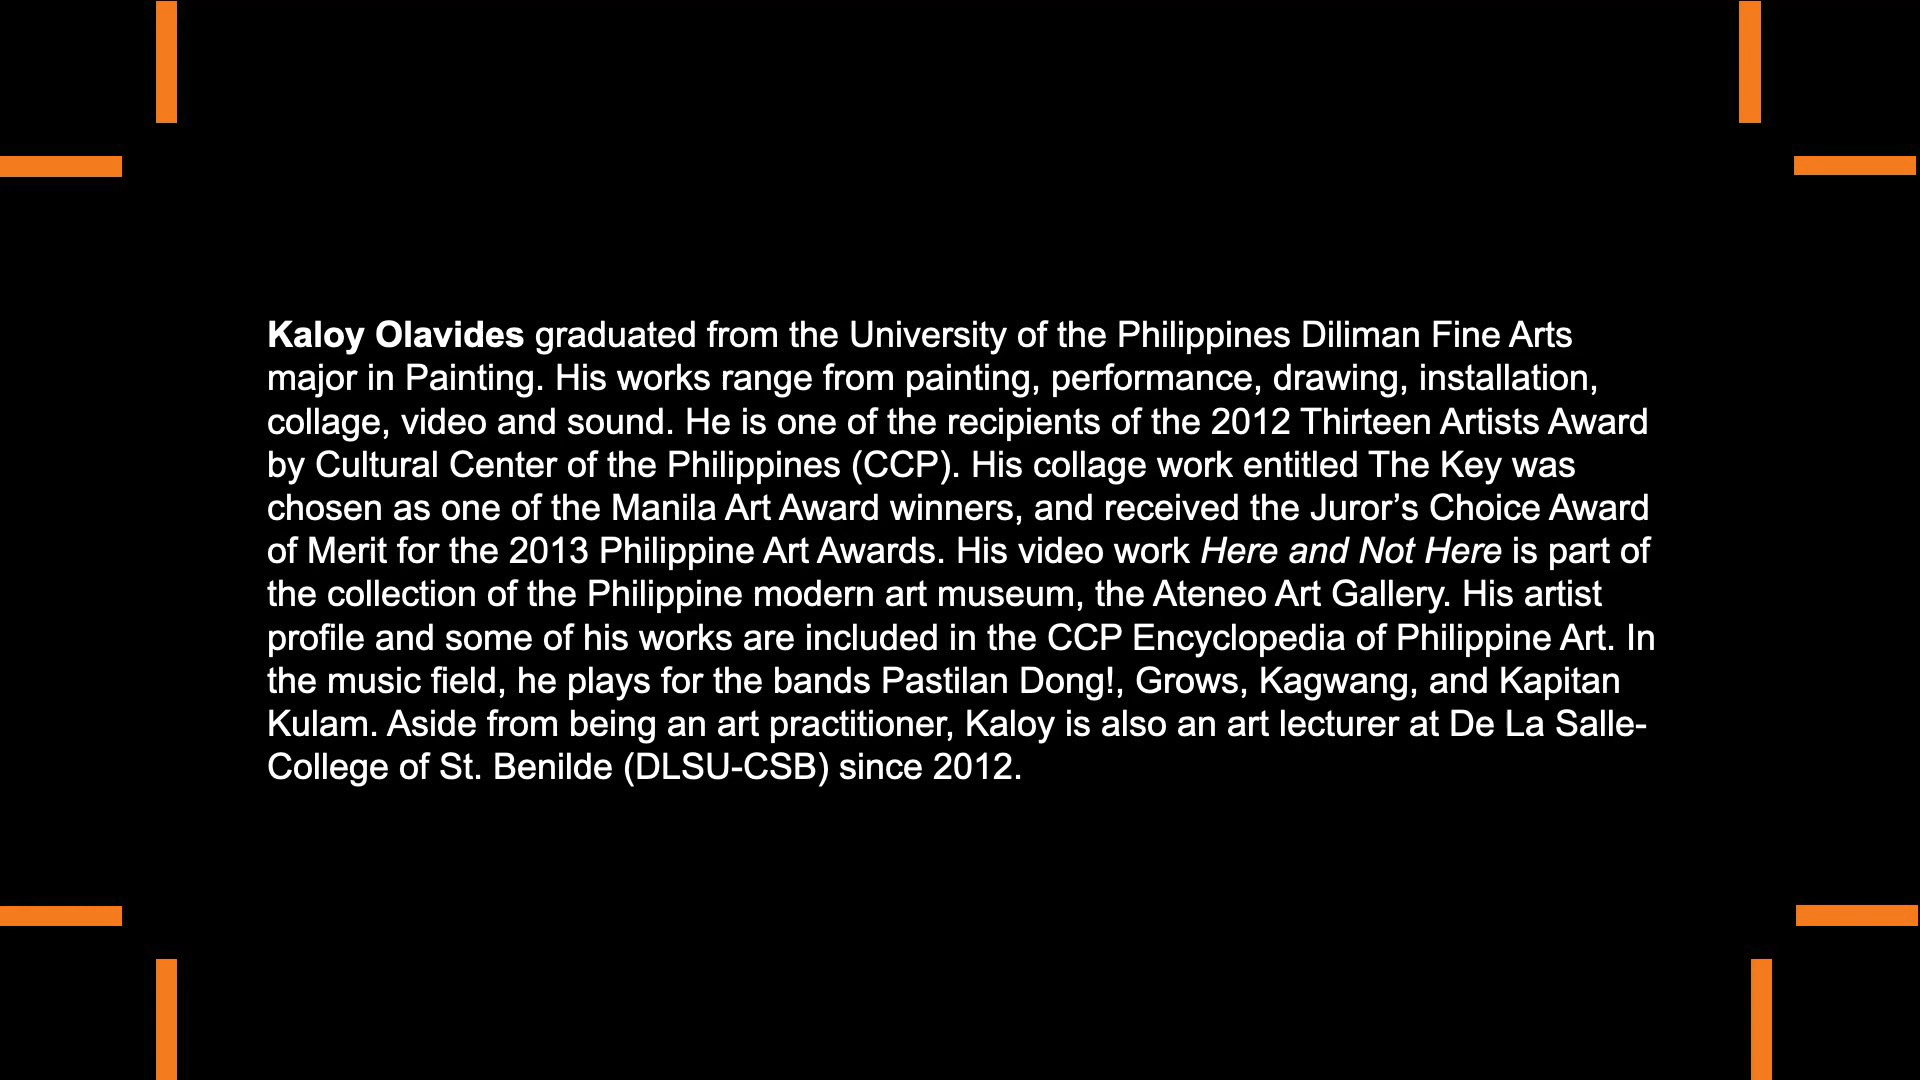 Kaloy Olavides graduated from the University of the Philippines Diliman Fine Arts
major in Painting. His works range from painting, performance, drawing, installation,
collage, video and sound. He is one of the recipients of the 2012 Thirteen Artists Award
by Cultural Center of the Philippines (CCP). His collage work entitled The Key was
chosen as one of the Manila Art Award winners, and received the Juror’s Choice Award
of Merit for the 2013 Philippine Art Awards. His video work Here and Not Here is part of
the collection of the Philippine modern art museum, the Ateneo Art Gallery. His artist
profile and some of his works are included in the CCP Encyclopedia of Philippine Art. In
the music field, he plays for the bands Pastilan Dong!, Grows, Kagwang, and Kapitan
Kulam. Aside from being an art practitioner, Kaloy is also an art lecturer at De La Salle-
College of St. Benilde (DLSU-CSB) since 2012.